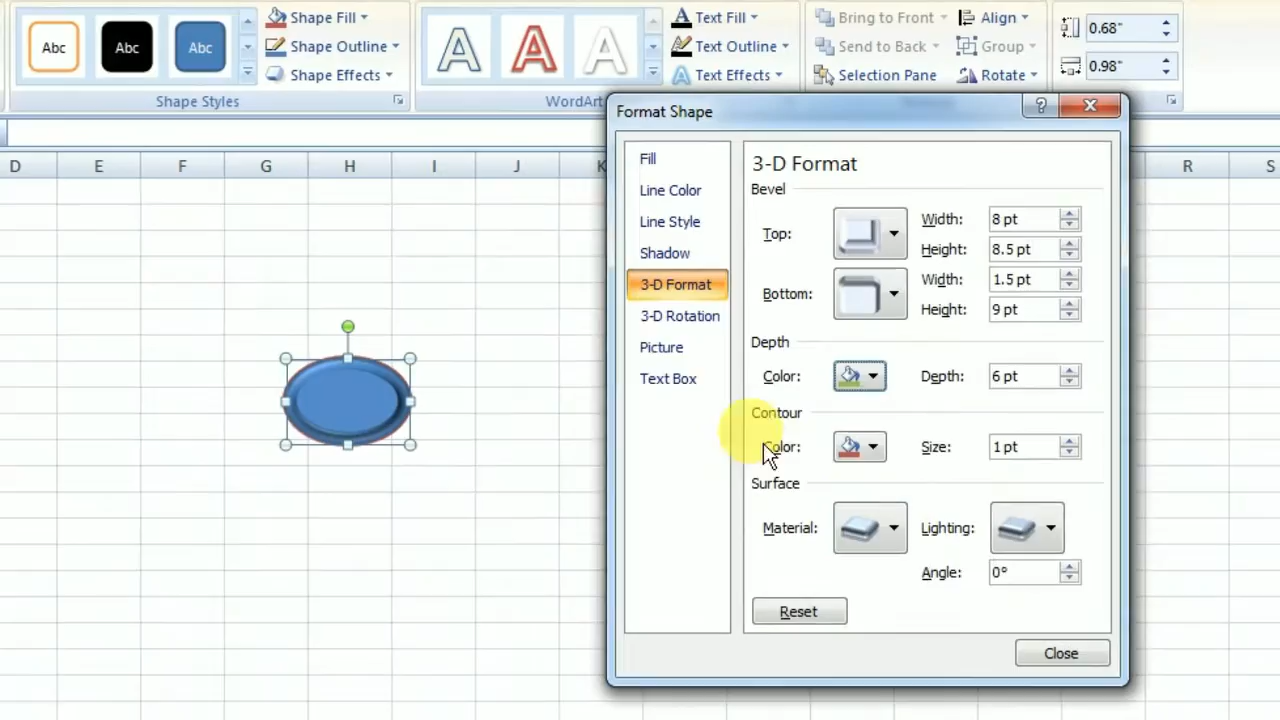 Abc Abc Abc Shape Fill Text Fill Bring to Front Align 0.68"
Shape Outline A A A Text Outline Send to Back Group
Shape Effects Text Effects Selection Pane Rotate 0.98"
Shape Styles WordArt
Format Shape
D E F G H I J K R S
Fill
Line Color
Line Style
Shadow
3-D Format
3-D Rotation
Picture
Text Box
3-D Format
Bevel
Top: Width: 8 pt
Height: 8.5 pt
Bottom: Width: 1.5 pt
Height: 9 pt
Depth
Color: Depth: 6 pt
Contour
Color: Size: 1 pt
Surface
Material: Lighting:
Angle: 0°
Reset
Close